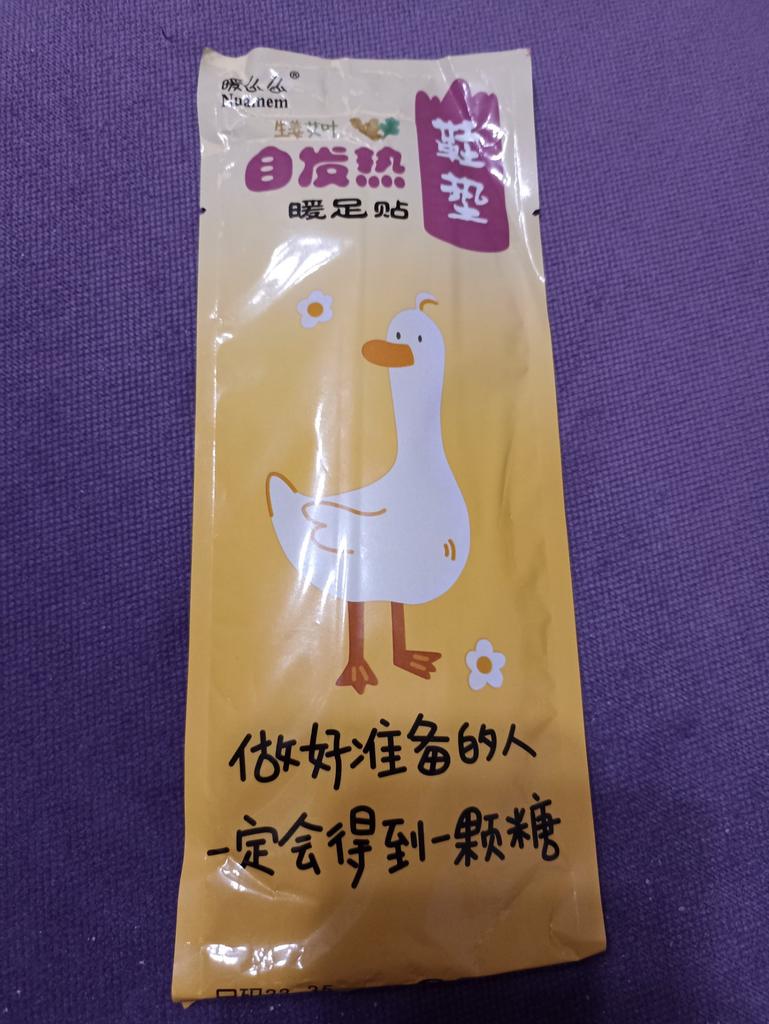 暖么么®
Nuamem
生姜艾叶
自发热
暖足贴
鞋垫
做好准备的人
一定会得到一颗糖